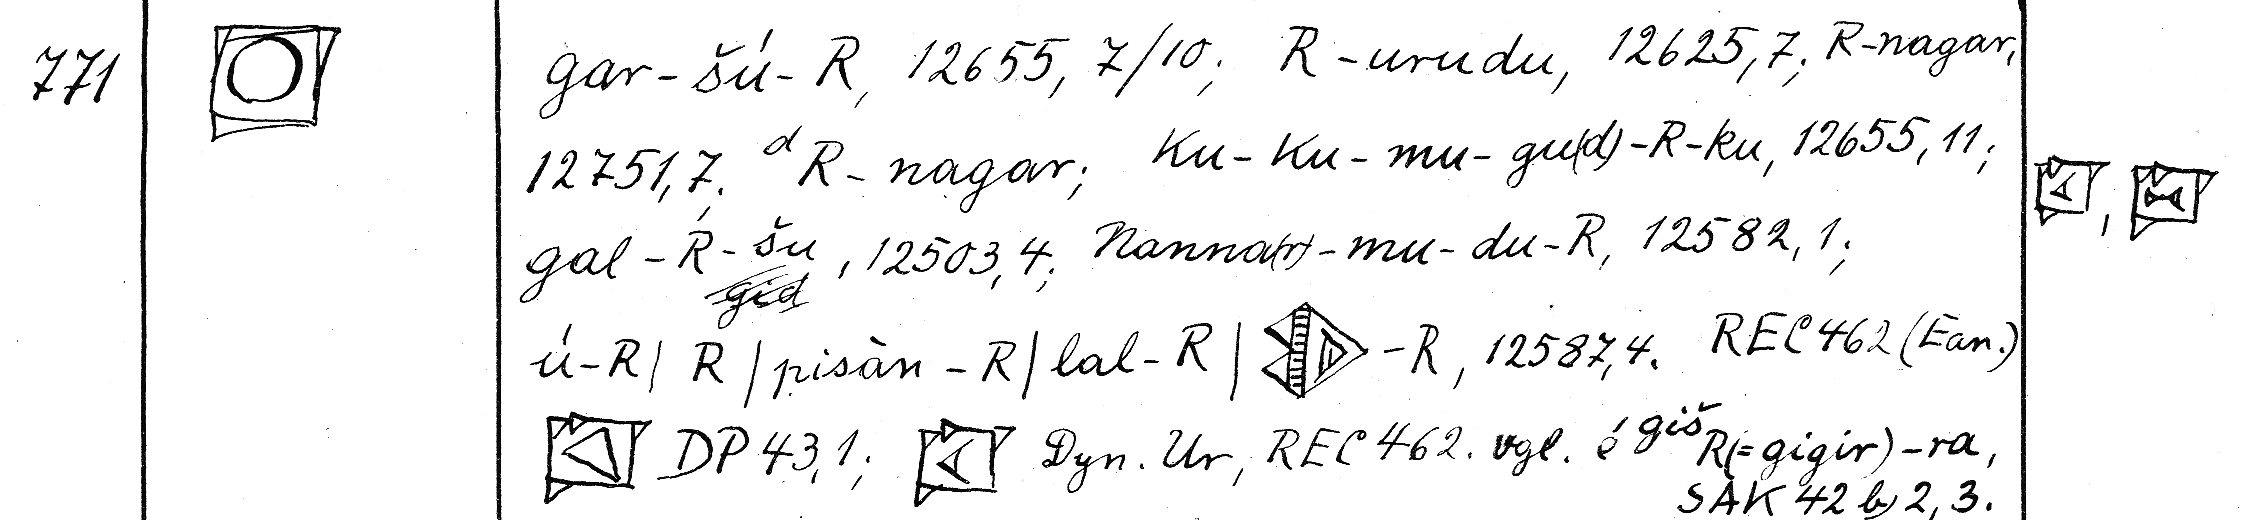 771
gar-šú-R, 12655, 7/10; R-urudu, 12625,7; R-nagar,
12751,7. ᵈR-nagar; Ku-Ku-mu-gu(d)-R-ku, 12655,11;
gal-R-šu, 12503,4; Nanna(r)-mu-du-R, 12582,1;
ú-R| R |pisàn-R|lal-R| -R, 12587,4. REC 462 (Ean.)
DP 43,1; Dyn. Ur, REC 462. vgl. é ᵍⁱˢ̌R(=gigir)-ra,
SAK 42 b) 2, 3.